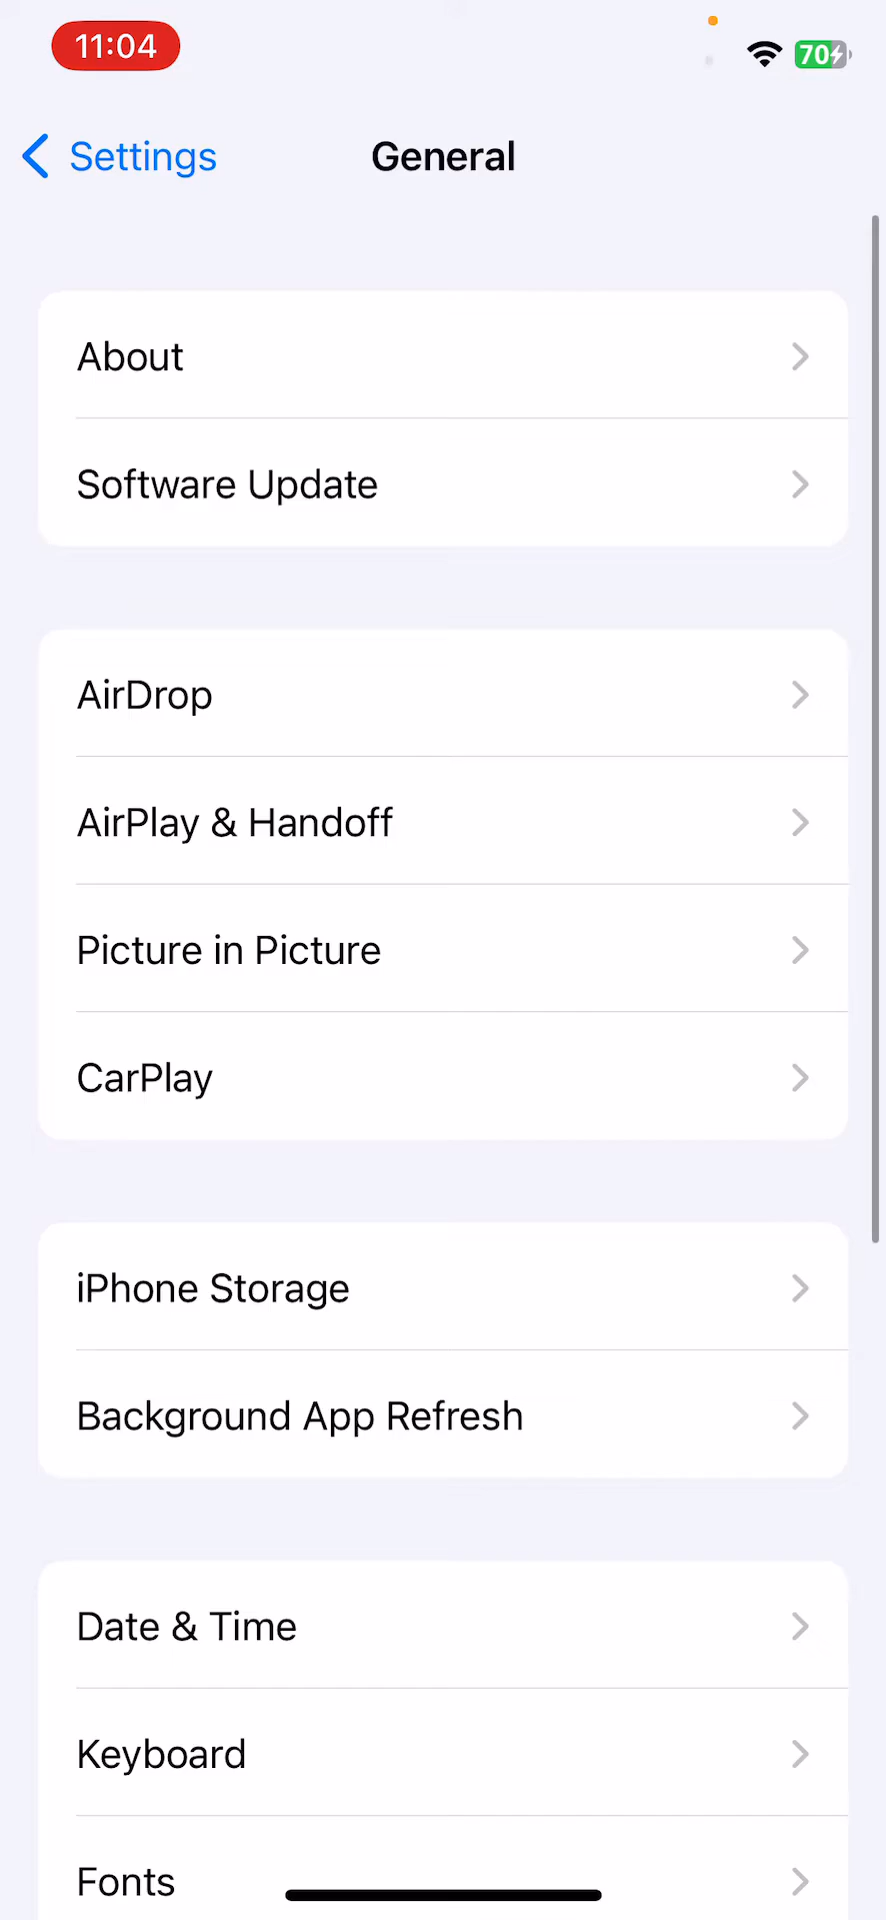 11:04
70
Settings
General
About
Software Update
AirDrop
AirPlay & Handoff
Picture in Picture
CarPlay
iPhone Storage
Background App Refresh
Date & Time
Keyboard
Fonts